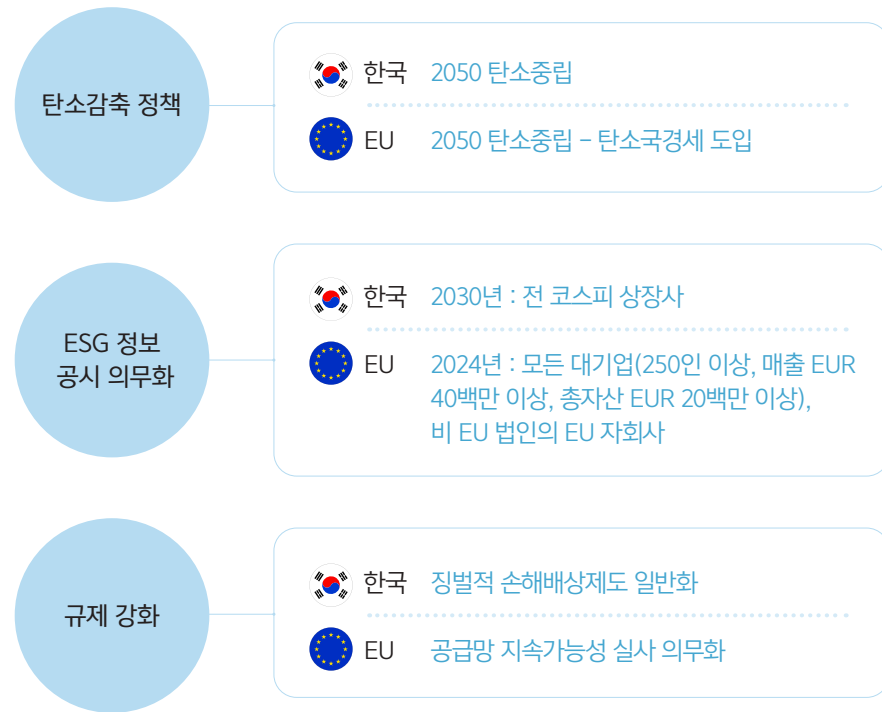 탄소감축 정책
한국 2050 탄소중립
EU 2050 탄소중립 – 탄소국경세 도입
ESG 정보
공시 의무화
한국 2030년 : 전 코스피 상장사
EU 2024년 : 모든 대기업(250인 이상, 매출 EUR
40백만 이상, 총자산 EUR 20백만 이상),
비 EU 법인의 EU 자회사
규제 강화
한국 징벌적 손해배상제도 일반화
EU 공급망 지속가능성 실사 의무화